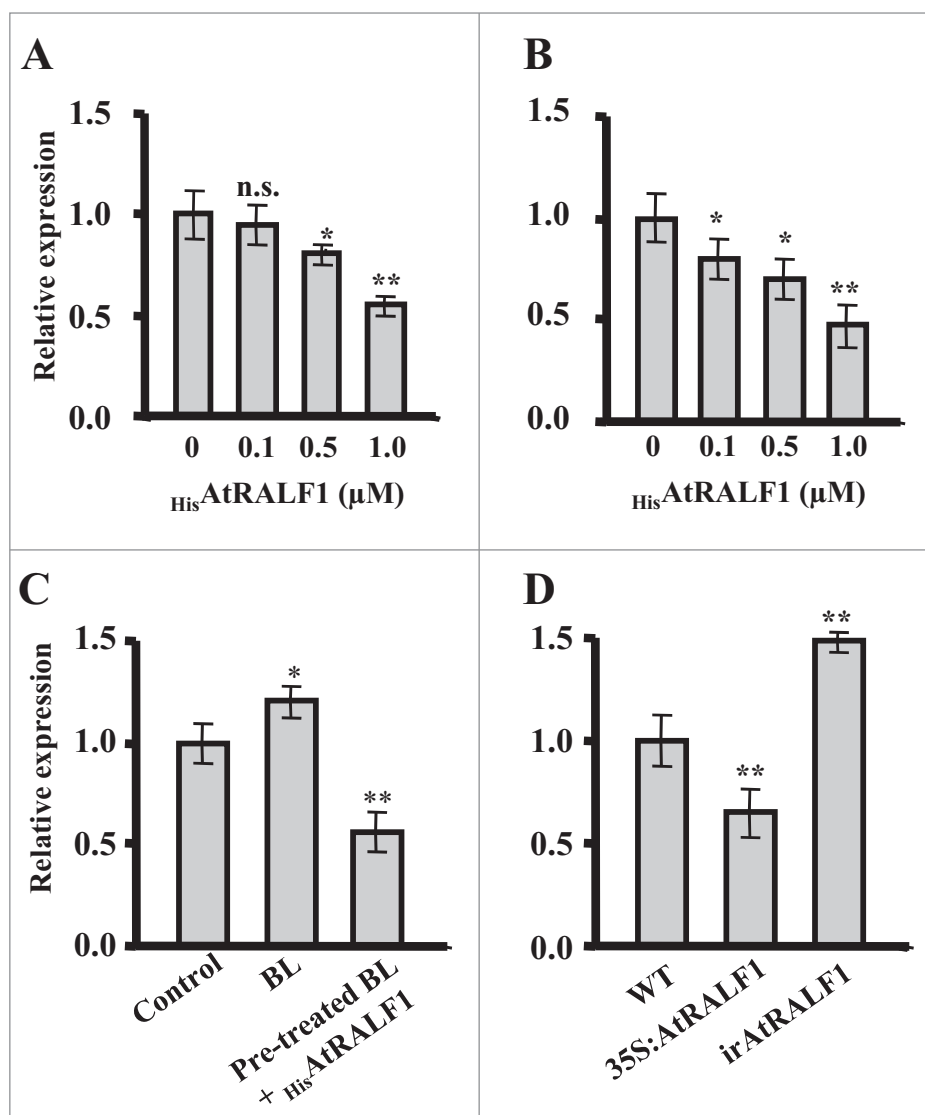 A
Relative expression
1.5
1.0
0.5
0.0
n.s.
*
**
0 0.1 0.5 1.0
HisAtRALF1 (µM)
B
1.5
1.0
0.5
0.0
*
*
**
0 0.1 0.5 1.0
HisAtRALF1 (µM)
C
Relative expression
1.5
1.0
0.5
0.0
*
**
Control
BL
Pre-treated BL
+ HisAtRALF1
D
1.5
1.0
0.5
0.0
**
**
WT
35S:AtRALF1
irAtRALF1